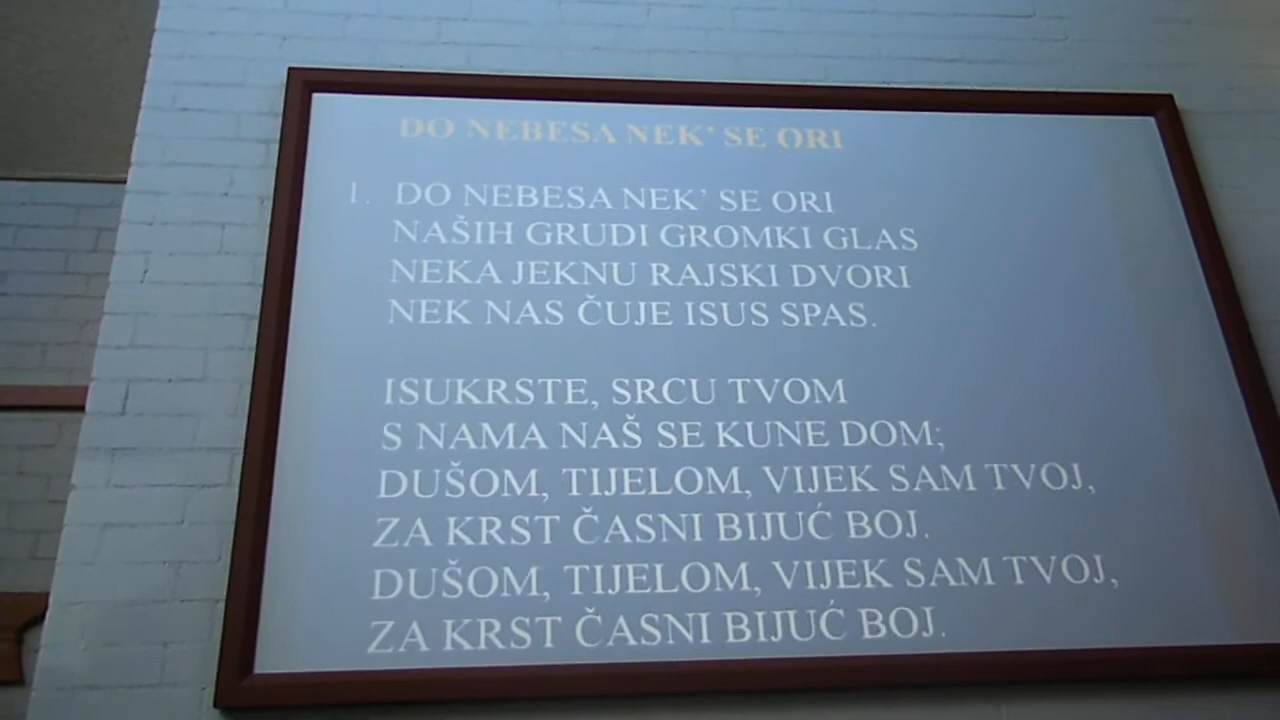 DO NEBESA NEK' SE ORI
1. DO NEBESA NEK' SE ORI
NAŠIH GRUDI GROMKI GLAS
NEKA JEKNU RAJSKI DVORI
NEK NAS ČUJE ISUS SPAS.
ISUKRSTE, SRCU TVOM
S NAMA NAŠ SE KUNE DOM;
DUŠOM, TIJELOM, VIJEK SAM TVOJ,
ZA KRST ČASNI BIJUĆ BOJ.
DUŠOM, TIJELOM, VIJEK SAM TVOJ,
ZA KRST ČASNI BIJUĆ BOJ.